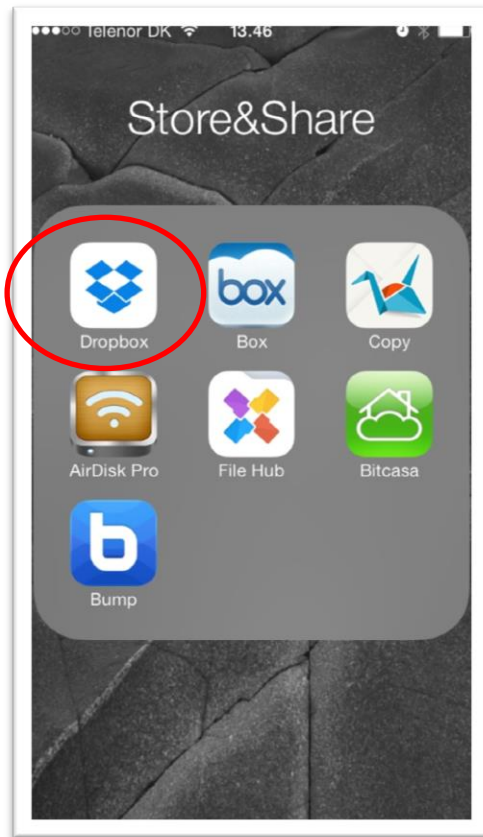 Telenor DK 13.46
Store&Share
box
Dropbox Box Copy
AirDisk Pro File Hub Bitcasa
b
Bump